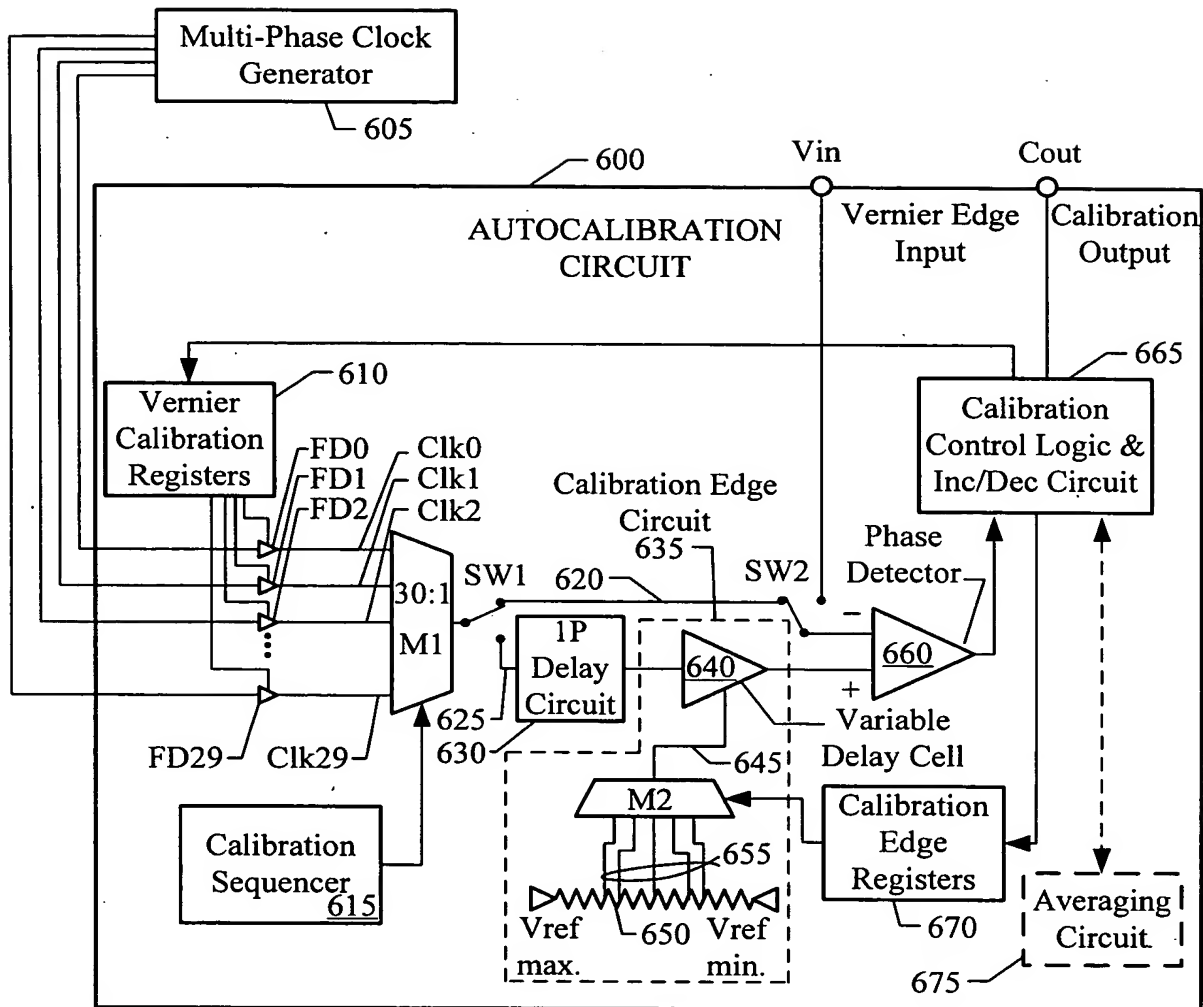 Multi-Phase Clock
Generator
605
600
Vin
Cout
AUTOCALIBRATION
CIRCUIT
Vernier Edge
Input
Calibration
Output
610
665
Vernier
Calibration
Registers
FD0
FD1
FD2
Clk0
Clk1
Clk2
Calibration Edge
Circuit
635
Calibration
Control Logic &
Inc/Dec Circuit
Phase
Detector
30:1
M1
SW1
620
SW2
1P
Delay
Circuit
625
630
640
660
−
+
Variable
Delay Cell
FD29
Clk29
645
M2
Calibration
Edge
Registers
670
Calibration
Sequencer
615
655
650
Vref
max.
Vref
min.
Averaging
Circuit
675